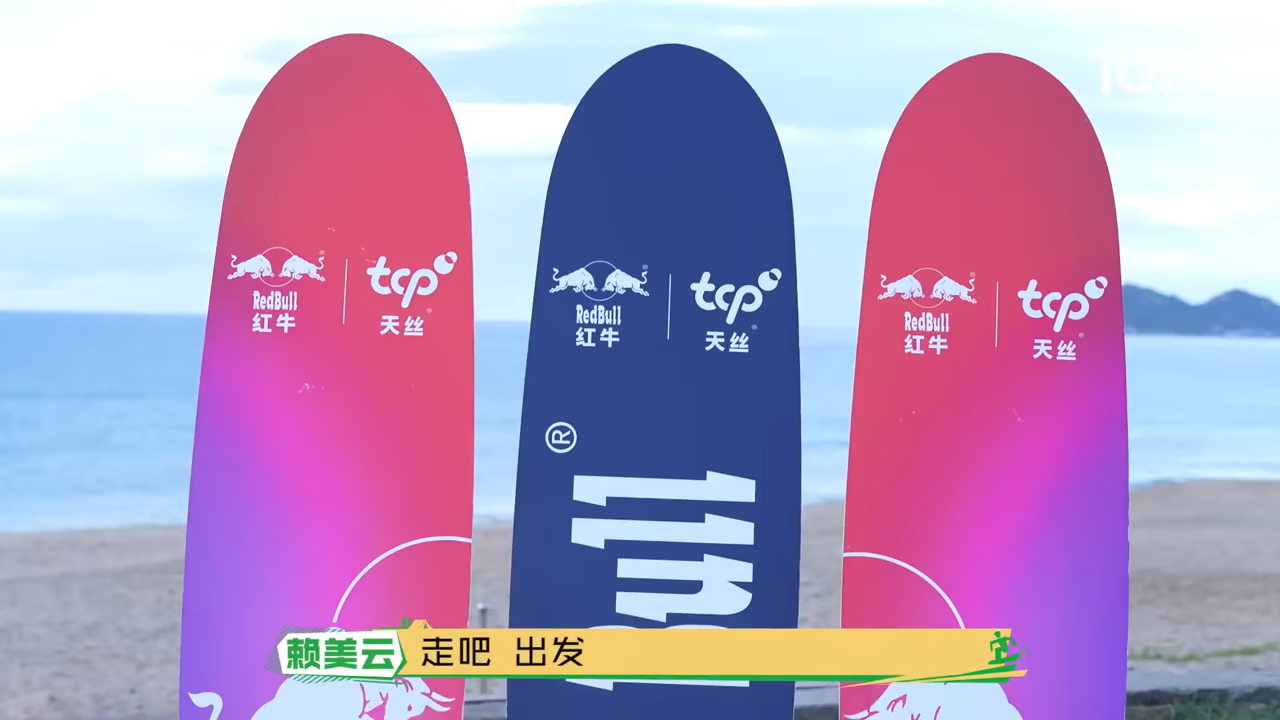 tcp
RedBull
红牛
天丝
tcp
RedBull
红牛
天丝
®
tcp
RedBull
红牛
天丝
赖美云
走吧 出发